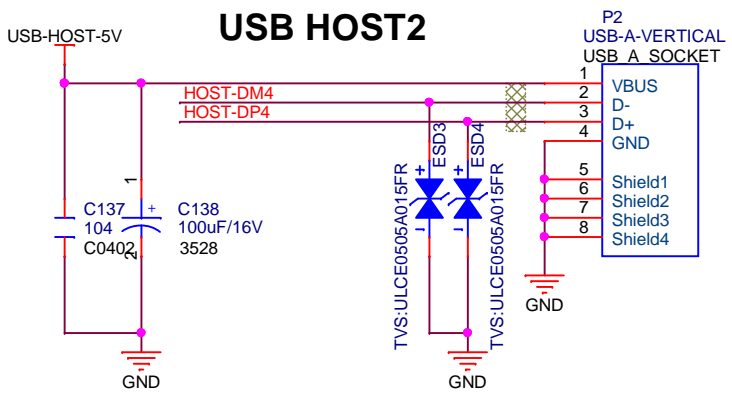 USB HOST2
USB-HOST-5V
P2
USB-A-VERTICAL
USB_A_SOCKET
HOST-DM4
HOST-DP4
1
2
3
4
5
6
7
8
VBUS
D-
D+
GND
Shield1
Shield2
Shield3
Shield4
C137
104
C0402
1
+
2
C138
100uF/16V
3528
+
-
ESD3
TVS:ULCE0505A015FR
+
-
ESD4
TVS:ULCE0505A015FR
GND
GND
GND